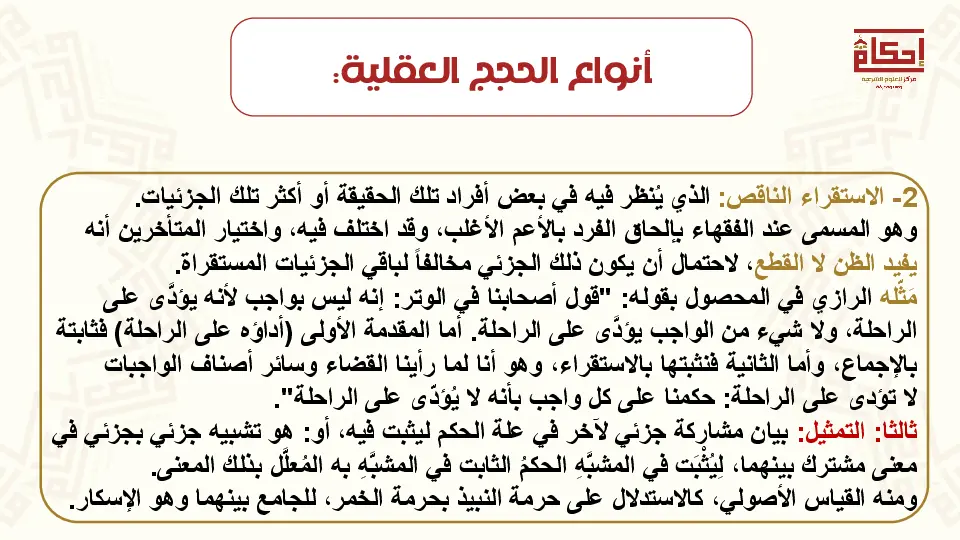 إحكام
مركز للعلوم الشرعية
أنواع الحجج العقلية:
2- الاستقراء الناقص: الذي يُنظر فيه في بعض أفراد تلك الحقيقة أو أكثر تلك الجزئيات.
وهو المسمى عند الفقهاء بإلحاق الفرد بالأعم الأغلب، وقد اختلف فيه، واختيار المتأخرين أنه
يفيد الظن لا القطع، لاحتمال أن يكون ذلك الجزئي مخالفاً لباقي الجزئيات المستقراة.
مَثّله الرازي في المحصول بقوله: "قول أصحابنا في الوتر: إنه ليس بواجب لأنه يؤدَّى على
الراحلة، ولا شيء من الواجب يؤدَّى على الراحلة. أما المقدمة الأولى (أداؤه على الراحلة) فثابتة
بالإجماع، وأما الثانية فنثبتها بالاستقراء، وهو أنا لما رأينا القضاء وسائر أصناف الواجبات
لا تؤدى على الراحلة: حكمنا على كل واجب بأنه لا يُؤدّى على الراحلة".
ثالثا: التمثيل: بيان مشاركة جزئي لآخر في علة الحكم ليثبت فيه، أو: هو تشبيه جزئي بجزئي في
معنى مشترك بينهما، لِيُثْبَت في المشبَّهِ الحكمُ الثابت في المشبَّهِ به المُعلَّل بذلك المعنى.
ومنه القياس الأصولي، كالاستدلال على حرمة النبيذ بحرمة الخمر، للجامع بينهما وهو الإسكار.